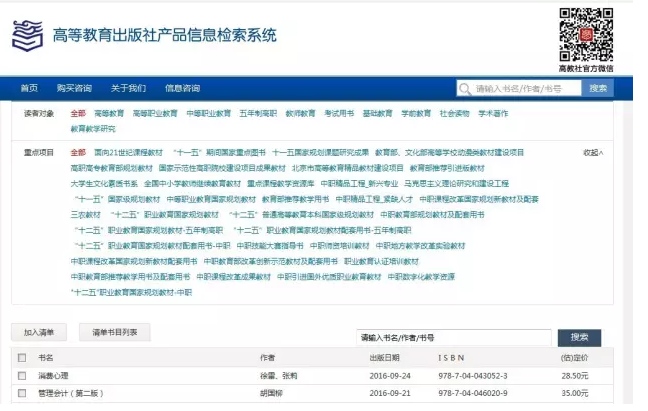 高等教育出版社产品信息检索系统
高教社官方微信
首页 购买咨询 关于我们 信息咨询 请输入书名/作者/书号 搜索
读者对象 全部 高等教育 高等职业教育 中等职业教育 五年制高职 教师教育 考试用书 基础教育 学前教育 社会读物 学术著作
教育教学研究
重点项目 全部 面向21世纪课程教材 "十一五"期间国家重点图书 十一五国家规划课题研究成果 教育部、文化部高等学校动漫类教材建设项目 收起∧
高职高专教育部规划教材 国家示范性高职院校建设项目成果教材 北京市高等教育精品教材建设项目 教育部推荐引进版教材
大学生文化素质书系 全国中小学教师继续教育教材 重点课程教学资源库 中职精品工程_新兴专业 马克思主义理论研究和建设工程
"十一五"国家级规划教材 中等职业教育国家规划教材 教育部推荐教学用书 中职精品工程_紧缺人才 中职课程改革国家规划新教材及配套
三农教材 "十二五"职业教育国家规划教材 "十二五"普通高等教育本科国家级规划教材 中职教育部规划教材及配套用书
"十二五"职业教育国家规划教材-五年制高职 "十二五"职业教育国家规划教材配套用书-五年制高职
"十二五"职业教育国家规划教材配套用书-中职 中职技能大赛指导书 中职师资培训教材 中职地方教学改革实验教材
中职课程改革国家规划新教材配套用书 中职教育部改革创新示范教材及配套用书 职业教育认证培训教材
中职教育部推荐教学用书及配套用书 中职课程改革成果教材 中职引进国外优质职业教育教材 中职数字化教学资源
"十二五"职业教育国家规划教材-中职
加入清单 清单书目列表 请输入书名/作者/书号 搜索
书名 作者 出版日期 ISBN (估)定价
消费心理 徐雷、张莉 2016-09-24 978-7-04-043052-3 28.50元
管理会计（第二版） 胡国柳 2016-09-21 978-7-04-046020-9 35.00元